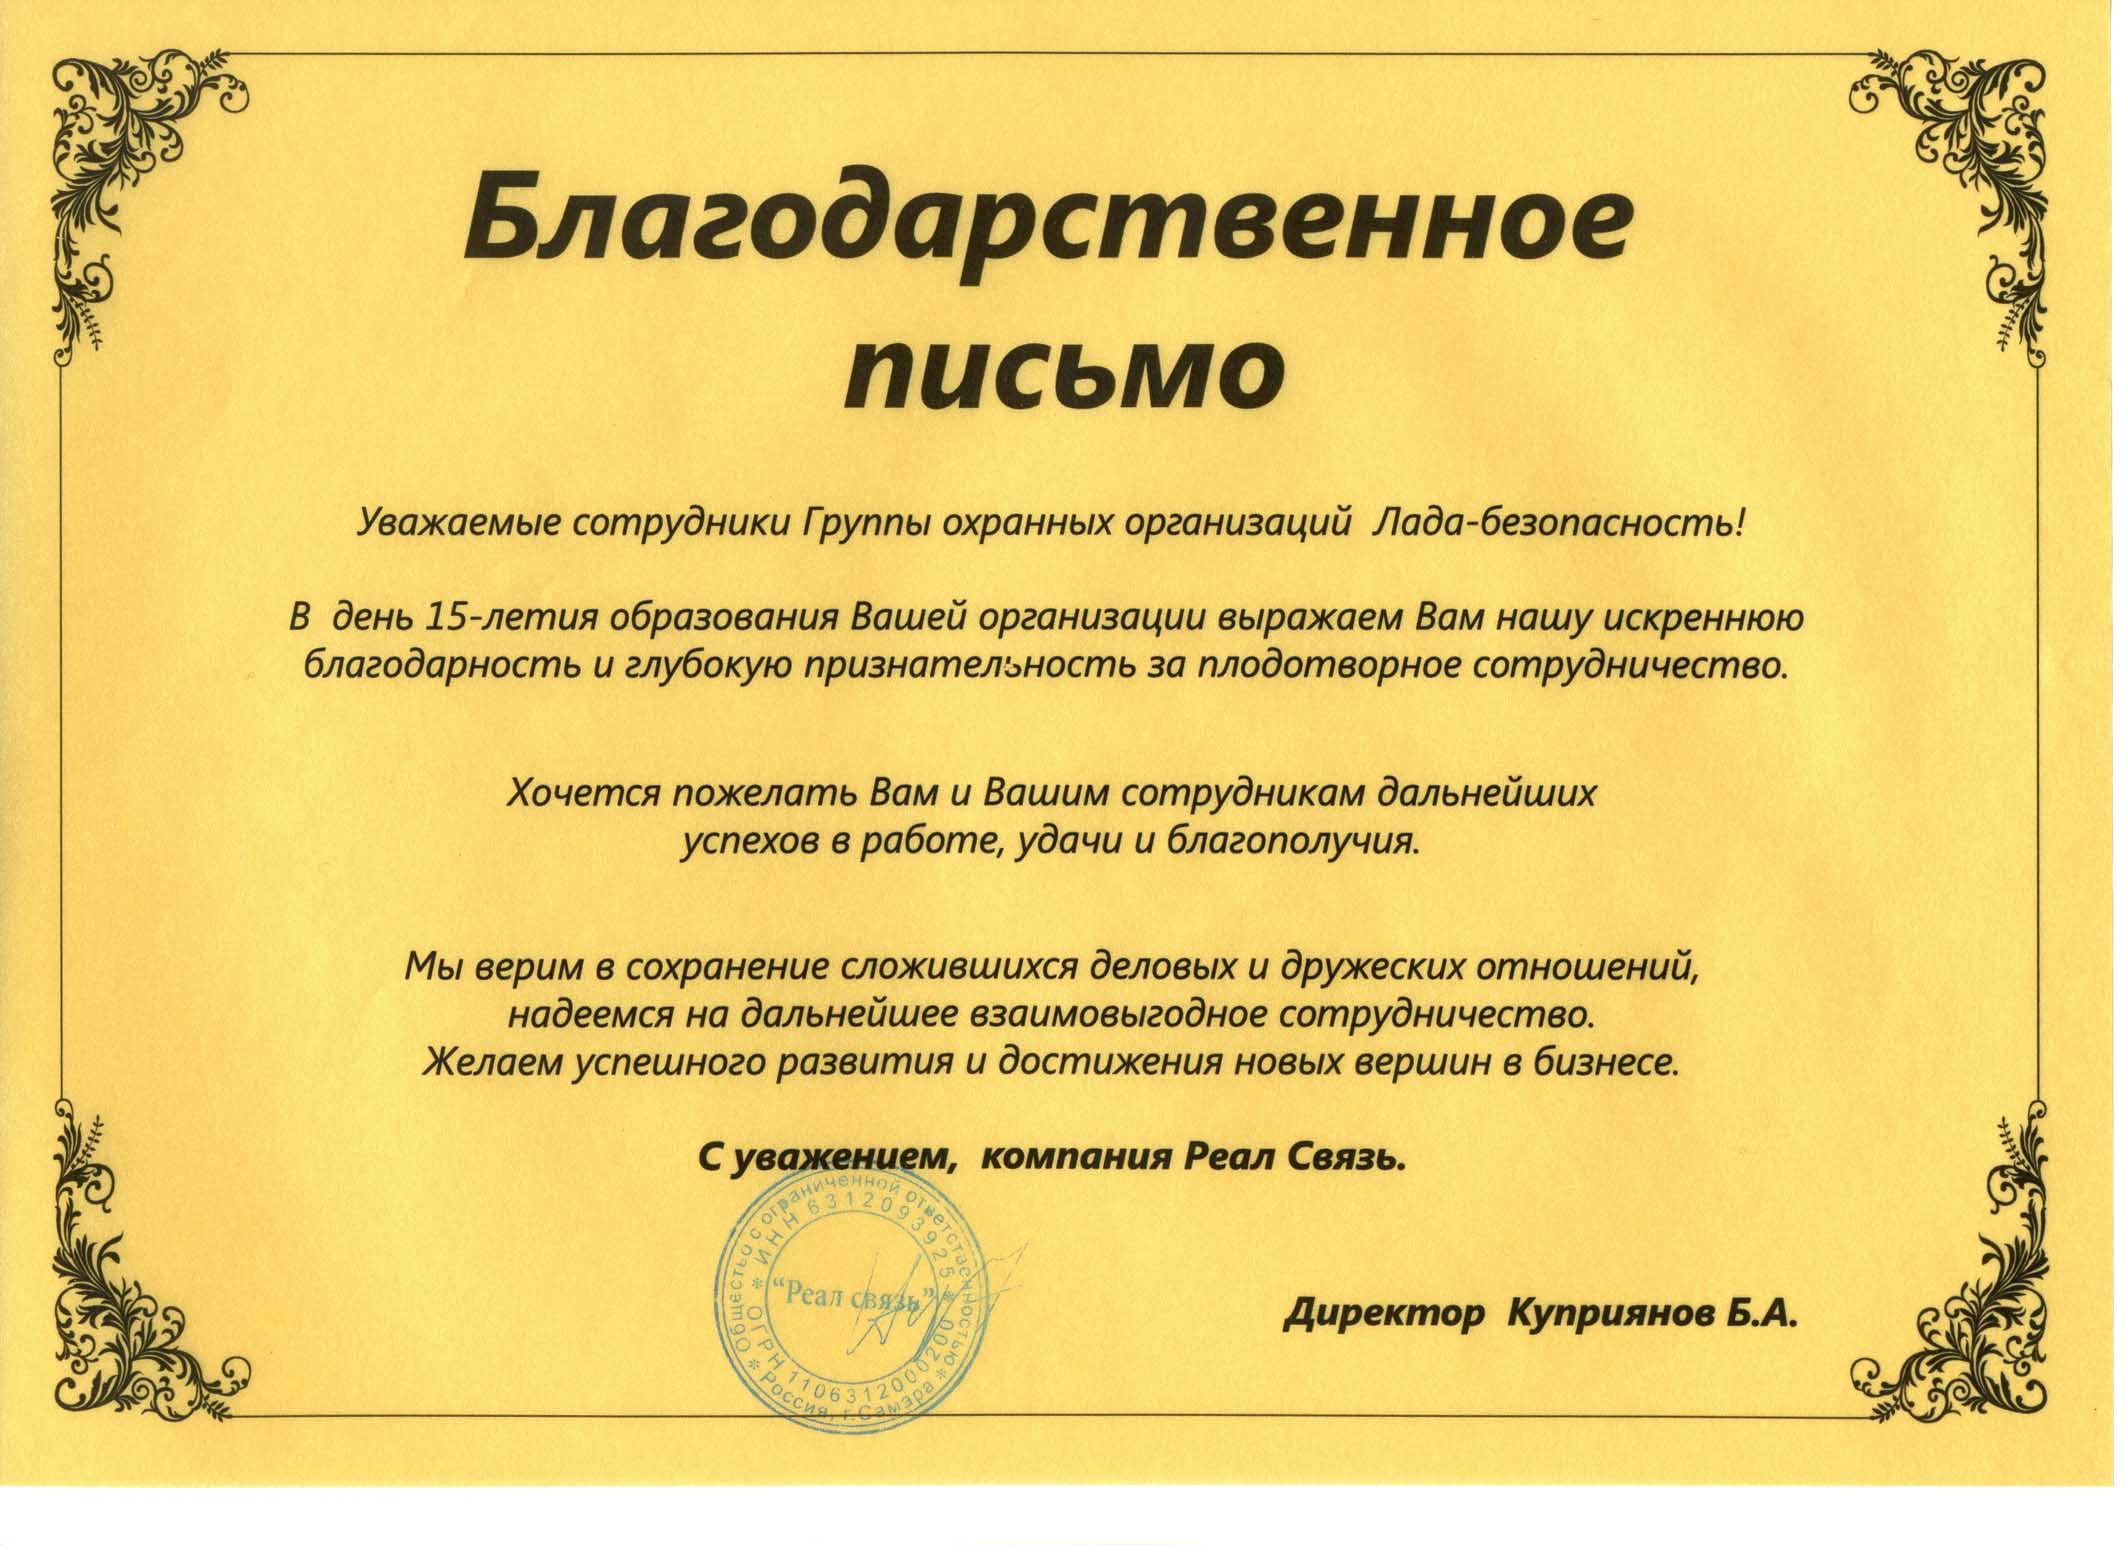 Благодарственное
письмо
Уважаемые сотрудники Группы охранных организаций Лада-безопасность!
В день 15-летия образования Вашей организации выражаем Вам нашу искреннюю
благодарность и глубокую признательность за плодотворное сотрудничество.
Хочется пожелать Вам и Вашим сотрудникам дальнейших
успехов в работе, удачи и благополучия.
Мы верим в сохранение сложившихся деловых и дружеских отношений,
надеемся на дальнейшее взаимовыгодное сотрудничество.
Желаем успешного развития и достижения новых вершин в бизнесе.
С уважением, компания Реал Связь.
Общество с ограниченной ответственностью
* ИНН 6312093925 *
“Реал связь”
ОГРН 1106312000200
* Россия, г.Самара *
Директор Куприянов Б.А.